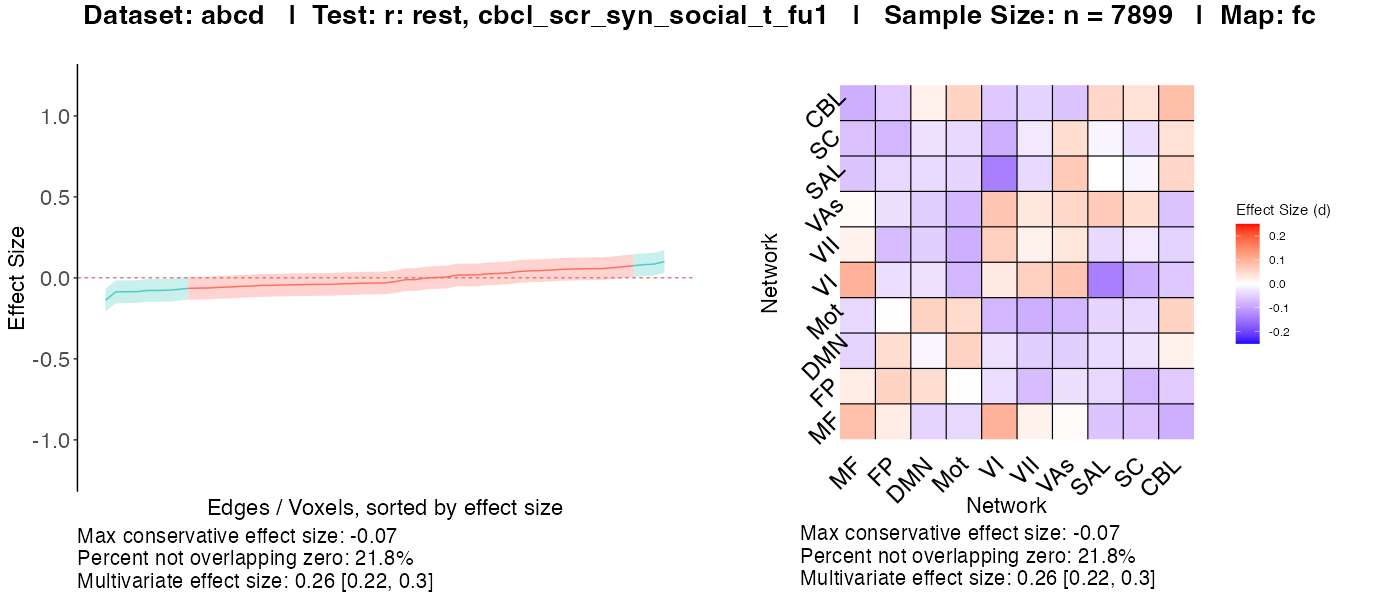 Dataset: abcd | Test: r: rest, cbcl_scr_syn_social_t_fu1 | Sample Size: n = 7899 | Map: fc
Effect Size
1.0
0.5
0.0
-0.5
-1.0
Edges / Voxels, sorted by effect size
Max conservative effect size: -0.07
Percent not overlapping zero: 21.8%
Multivariate effect size: 0.26 [0.22, 0.3]
Network
CBL
SC
SAL
VAs
VII
VI
Mot
DMN
FP
MF
MF FP DMN Mot VI VII VAs SAL SC CBL
Network
Max conservative effect size: -0.07
Percent not overlapping zero: 21.8%
Multivariate effect size: 0.26 [0.22, 0.3]
Effect Size (d)
0.2
0.1
0.0
-0.1
-0.2